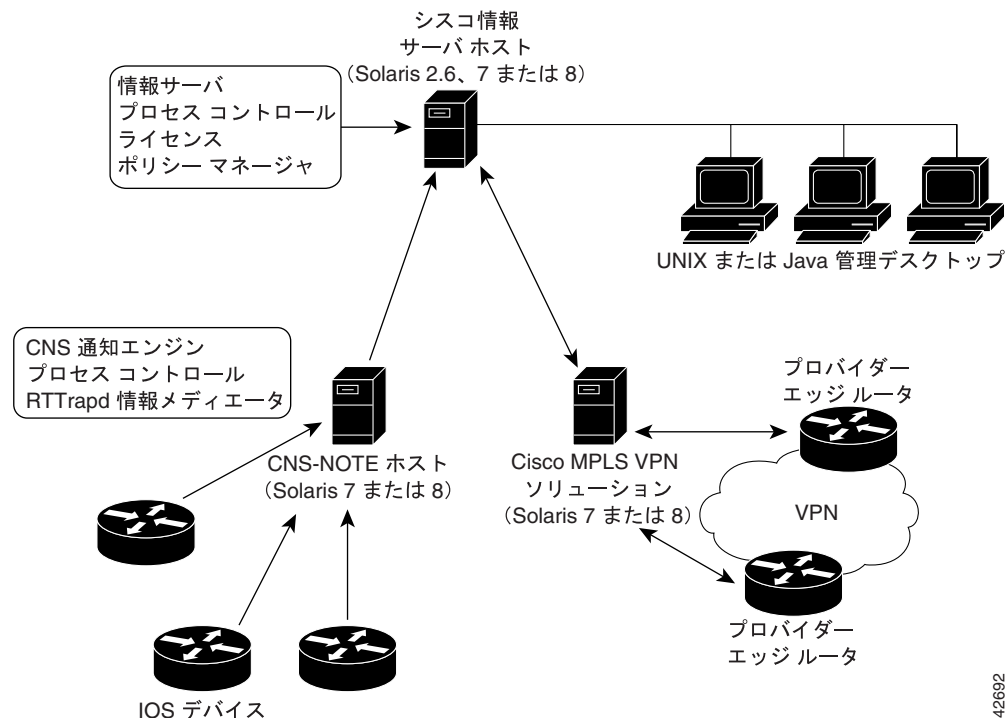 シスコ情報
サーバ ホスト
（Solaris 2.6、7 または 8）
情報サーバ
プロセス コントロール
ライセンス
ポリシー マネージャ
UNIX または Java 管理デスクトップ
CNS 通知エンジン
プロセス コントロール
RTTrapd 情報メディエータ
CNS-NOTE ホスト
（Solaris 7 または 8）
Cisco MPLS VPN
ソリューション
（Solaris 7 または 8）
プロバイダー
エッジ ルータ
VPN
プロバイダー
エッジ ルータ
IOS デバイス
42692